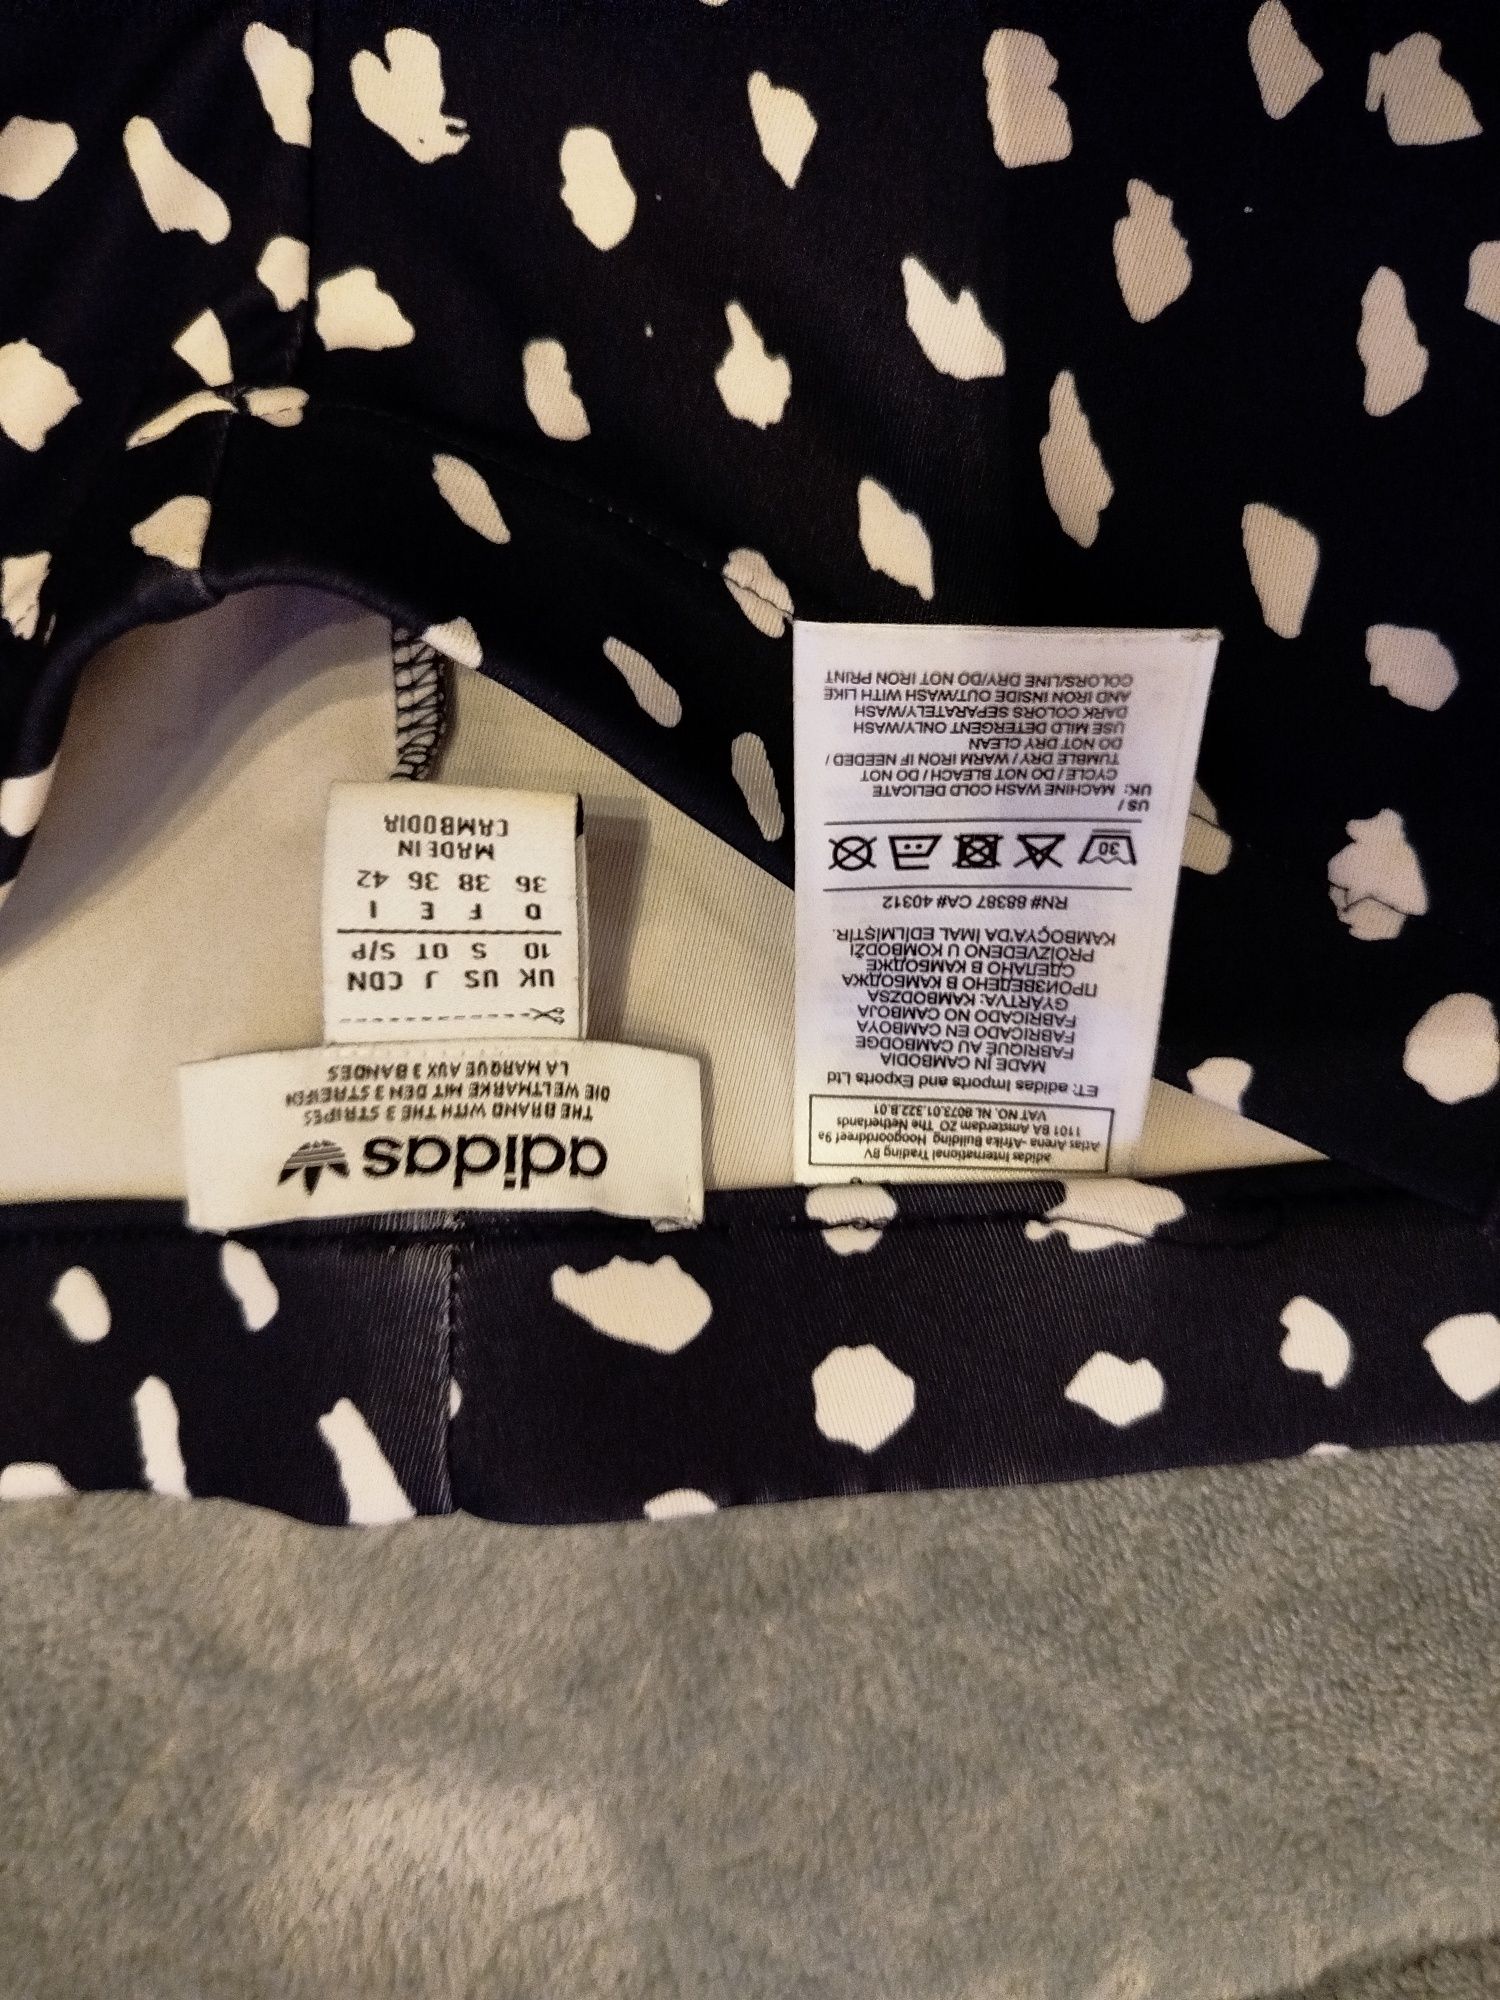 adidas
THE BRAND WITH THE 3 STRIPES
DIE WELTMARKE MIT DEN 3 STREIFEN
LA MARQUE AUX 3 BANDES
UK US J CDN
10 S OT S/P
D F E I
36 38 36 42
MADE IN
CAMBODIA
adidas International Trading BV
Atlas Arena -Afrika Building, Hoogoorddreef 9a
1101 BA Amsterdam ZO The Netherlands
VAT NO. NL 8073.01.322.B.01
ET: adidas Imports and Exports Ltd
MADE IN CAMBODIA
FABRIQUÉ AU CAMBODGE
FABRICADO EN CAMBOYA
FABRICADO NO CAMBOJA
GYÁRTVA: KAMBODZSA
ПРОИЗВЕДЕНО В КАМБОДЖА
СДЕЛАНО В КАМБОДЖЕ
PROIZVEDENO U KOMBODŽI
KAMBOÇYA'DA İMAL EDİLMİŞTİR.
RN# 88387 CA# 40312
30
US /
UK: MACHINE WASH COLD DELICATE
CYCLE / DO NOT BLEACH / DO NOT
TUMBLE DRY / WARM IRON IF NEEDED /
DO NOT DRY CLEAN
USE MILD DETERGENT ONLY/WASH
DARK COLORS SEPARATELY/WASH
AND IRON INSIDE OUT/WASH WITH LIKE
COLORS/LINE DRY/DO NOT IRON PRINT